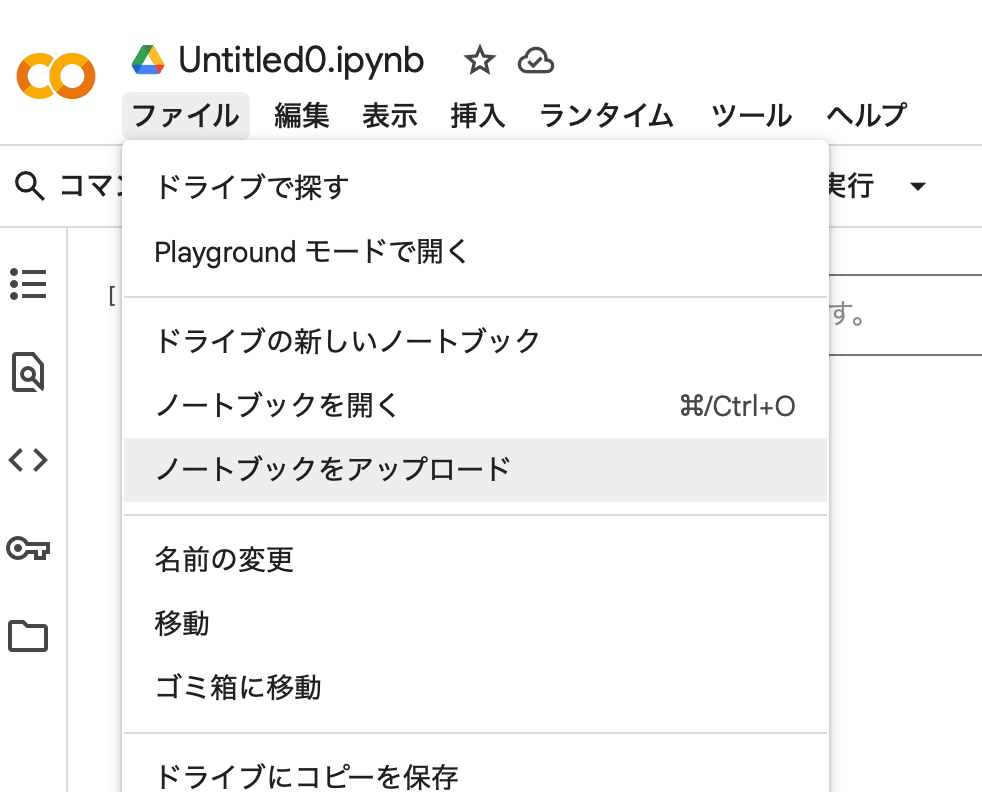 Untitled0.ipynb
ファイル 編集 表示 挿入 ランタイム ツール ヘルプ
コマン
実行
ドライブで探す
Playground モードで開く
[
す。
ドライブの新しいノートブック
ノートブックを開く ⌘/Ctrl+O
ノートブックをアップロード
名前の変更
移動
ゴミ箱に移動
ドライブにコピーを保存